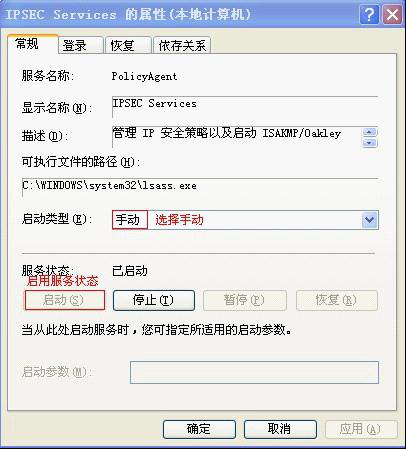 IPSEC Services 的属性(本地计算机)
常规 登录 恢复 依存关系
服务名称: PolicyAgent
显示名称(N): IPSEC Services
描述(D): 管理 IP 安全策略以及启动 ISAKMP/Oakley
可执行文件的路径(H):
C:\WINDOWS\system32\lsass.exe
启动类型(E): 手动 选择手动
服务状态: 已启动
启用服务状态
启动(S) 停止(T) 暂停(P) 恢复(R)
当从此处启动服务时，您可指定所适用的启动参数。
启动参数(M):
确定 取消 应用(A)